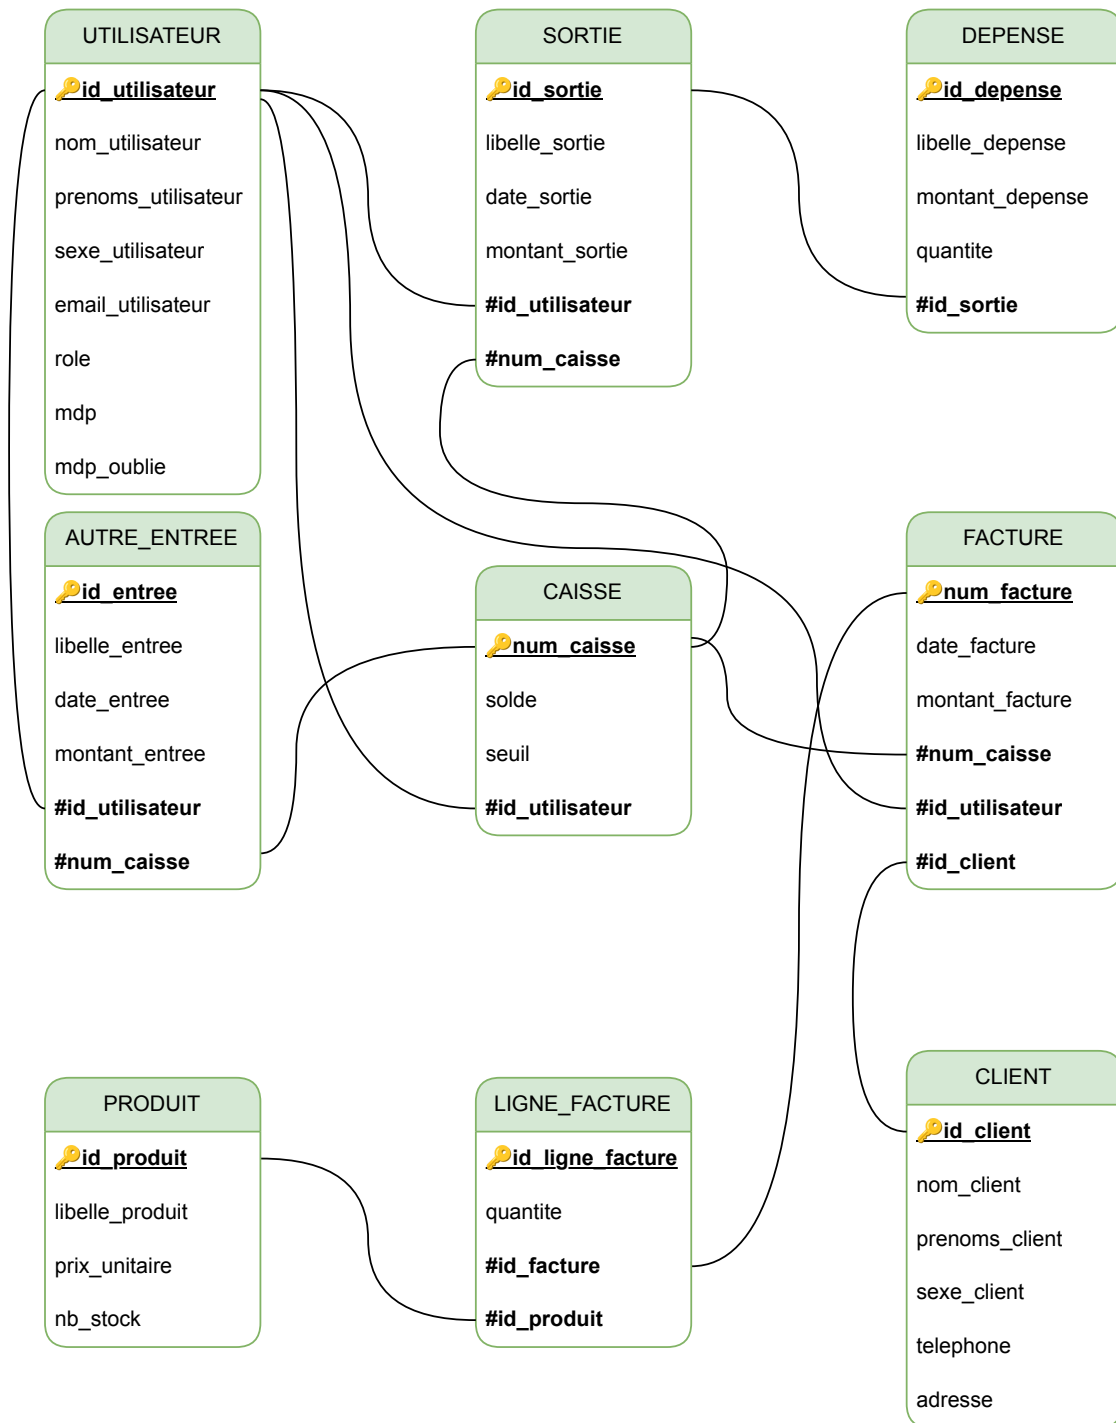 UTILISATEUR
🔑id_utilisateur
nom_utilisateur
prenoms_utilisateur
sexe_utilisateur
email_utilisateur
role
mdp
mdp_oublie
SORTIE
🔑id_sortie
libelle_sortie
date_sortie
montant_sortie
#id_utilisateur
#num_caisse
DEPENSE
🔑id_depense
libelle_depense
montant_depense
quantite
#id_sortie
AUTRE_ENTREE
🔑id_entree
libelle_entree
date_entree
montant_entree
#id_utilisateur
#num_caisse
CAISSE
🔑num_caisse
solde
seuil
#id_utilisateur
FACTURE
🔑num_facture
date_facture
montant_facture
#num_caisse
#id_utilisateur
#id_client
PRODUIT
🔑id_produit
libelle_produit
prix_unitaire
nb_stock
LIGNE_FACTURE
🔑id_ligne_facture
quantite
#id_facture
#id_produit
CLIENT
🔑id_client
nom_client
prenoms_client
sexe_client
telephone
adresse